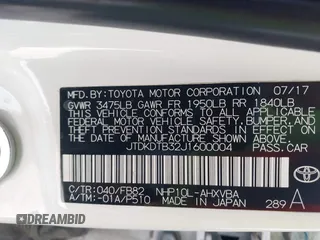 MFD. BY: TOYOTA MOTOR CORPORATION 07/17
GVWR 3475LB GAWR FR 1950LB RR 1840LB
THIS VEHICLE CONFORMS TO ALL APPLICABLE
FEDERAL MOTOR VEHICLE SAFETY, BUMPER, AND
THEFT PREVENTION STANDARDS IN EFFECT ON THE DATE
OF MANUFACTURE SHOWN ABOVE.
JTDKDTB32J1600004 PASS.CAR
C/TR: 040/FB82 NHP10L-AHXVBA
A/TM: -01A/P510 MADE IN JAPAN 289 A
DREAMBID